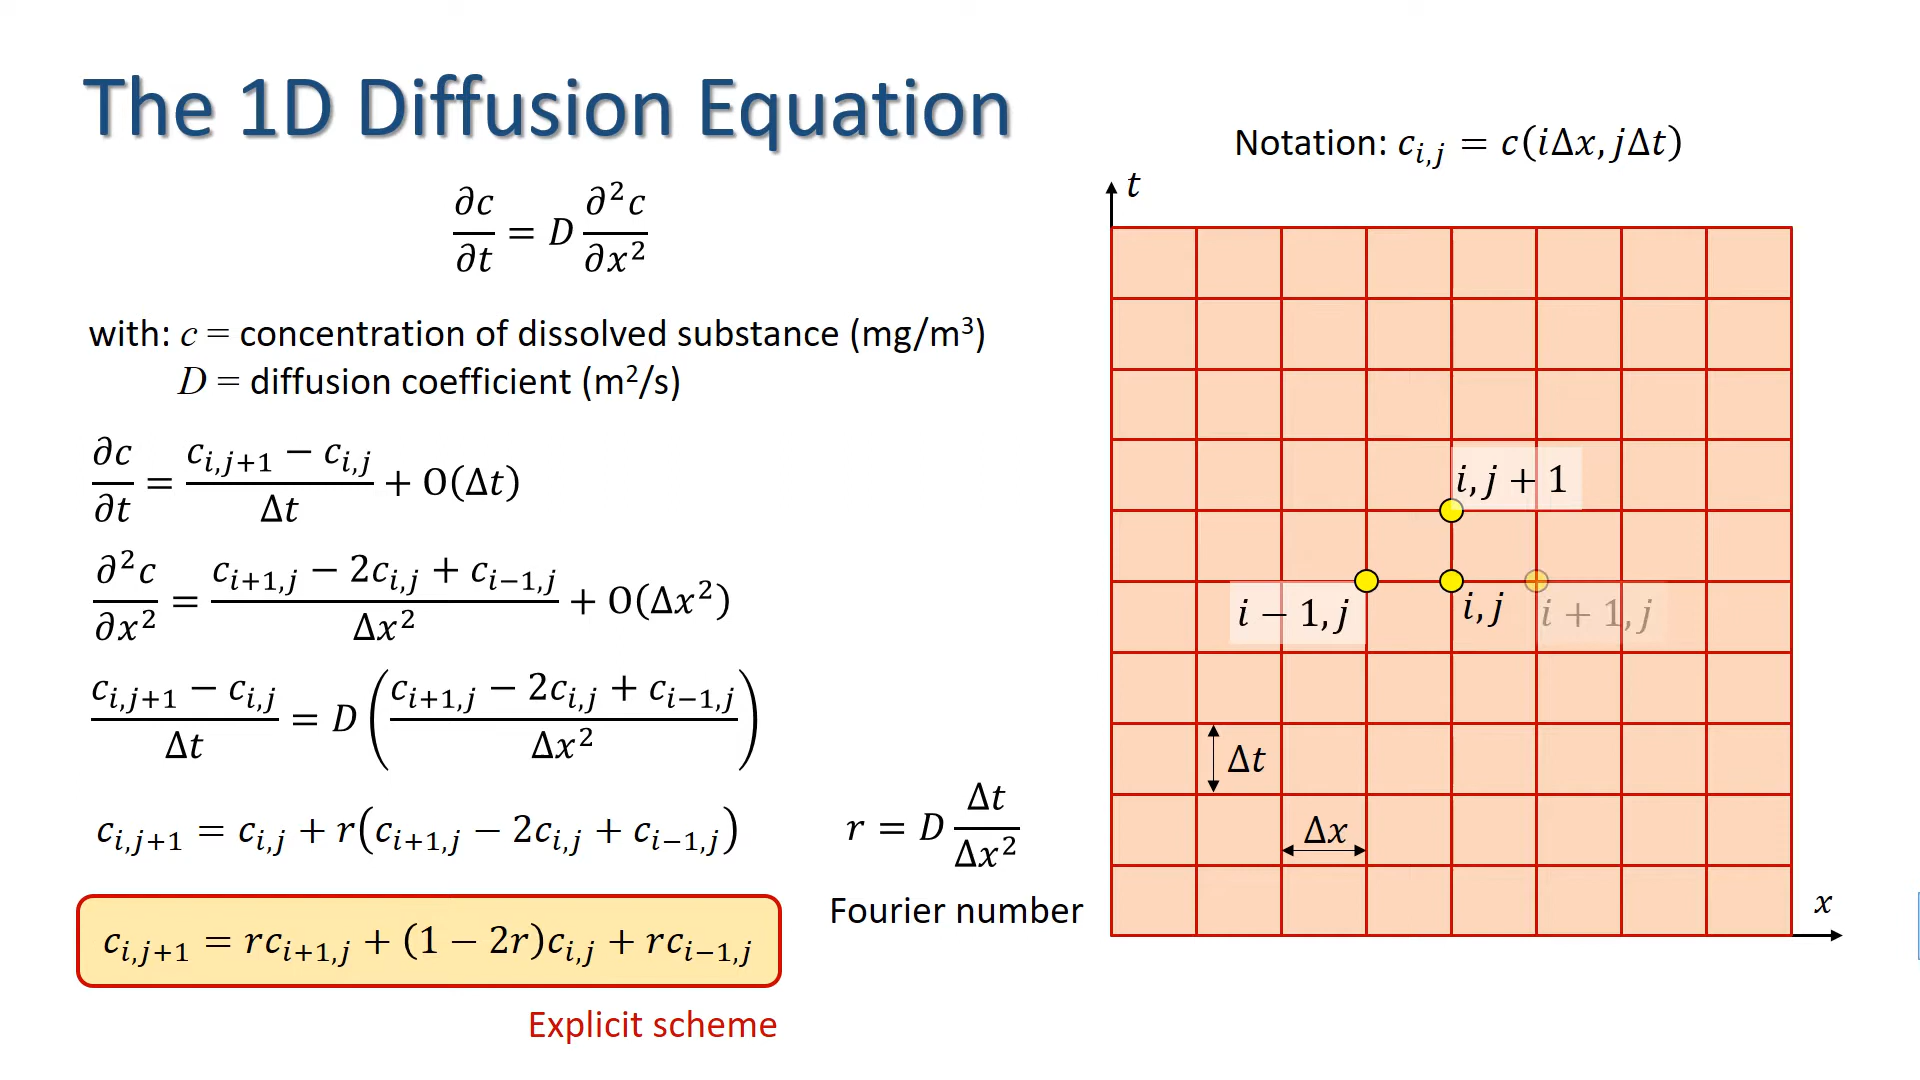 The 1D Diffusion Equation
∂c/∂t = D ∂²c/∂x²
with: c = concentration of dissolved substance (mg/m³)
D = diffusion coefficient (m²/s)
∂c/∂t = (c_{i,j+1} − c_{i,j})/Δt + O(Δt)
∂²c/∂x² = (c_{i+1,j} − 2c_{i,j} + c_{i−1,j})/Δx² + O(Δx²)
(c_{i,j+1} − c_{i,j})/Δt = D((c_{i+1,j} − 2c_{i,j} + c_{i−1,j})/Δx²)
c_{i,j+1} = c_{i,j} + r(c_{i+1,j} − 2c_{i,j} + c_{i−1,j})
r = D Δt/Δx²
Fourier number
c_{i,j+1} = rc_{i+1,j} + (1 − 2r)c_{i,j} + rc_{i−1,j}
Explicit scheme
Notation: c_{i,j} = c(iΔx, jΔt)
t
i, j + 1
i − 1, j
i, j
i + 1, j
Δt
Δx
x